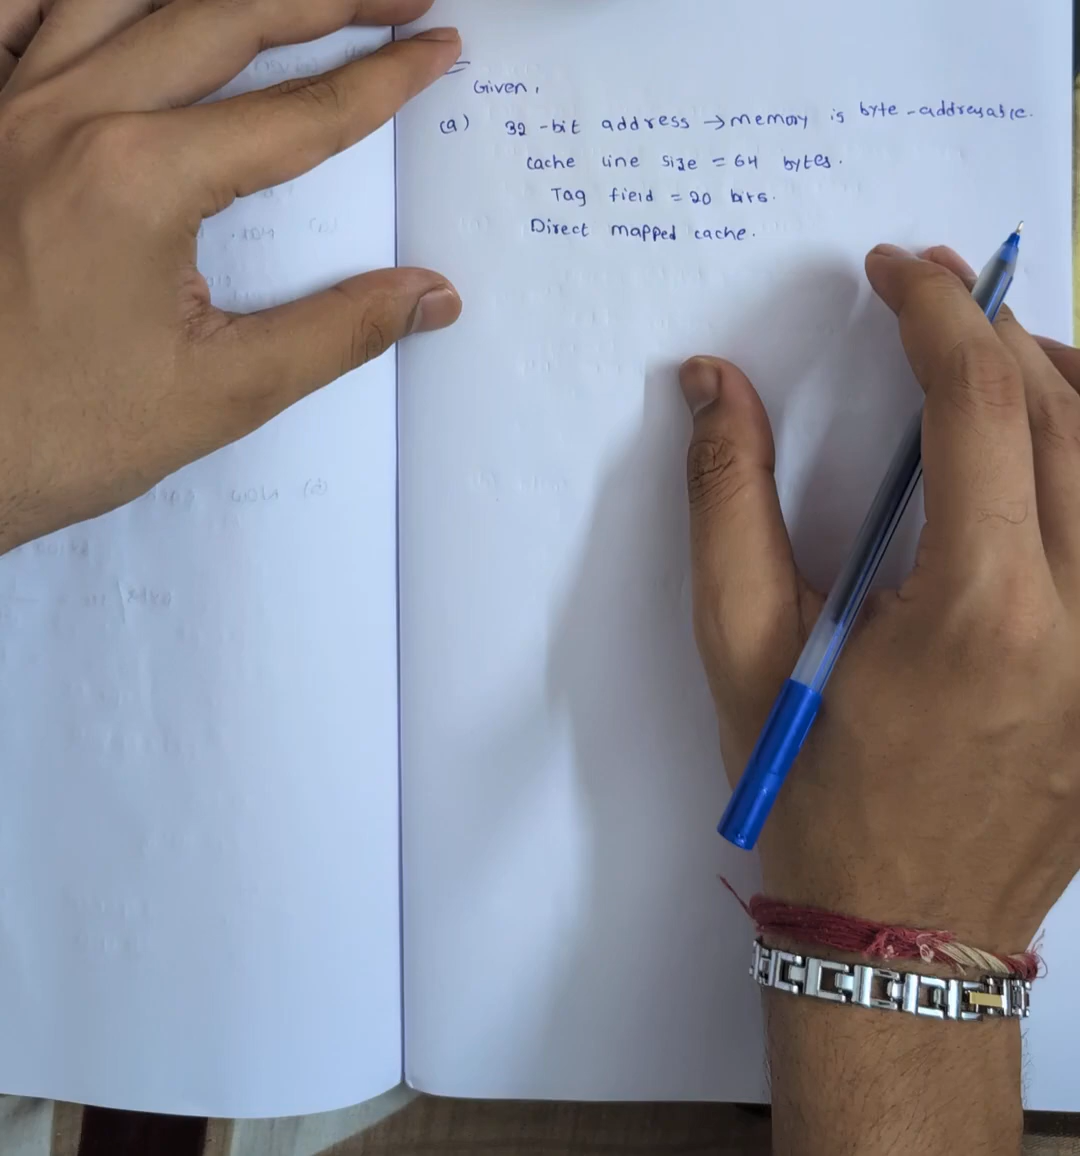 Given,
(a) 32-bit address → memory is byte-addressable.
cache line size = 64 bytes.
Tag field = 20 bits.
Direct mapped cache.